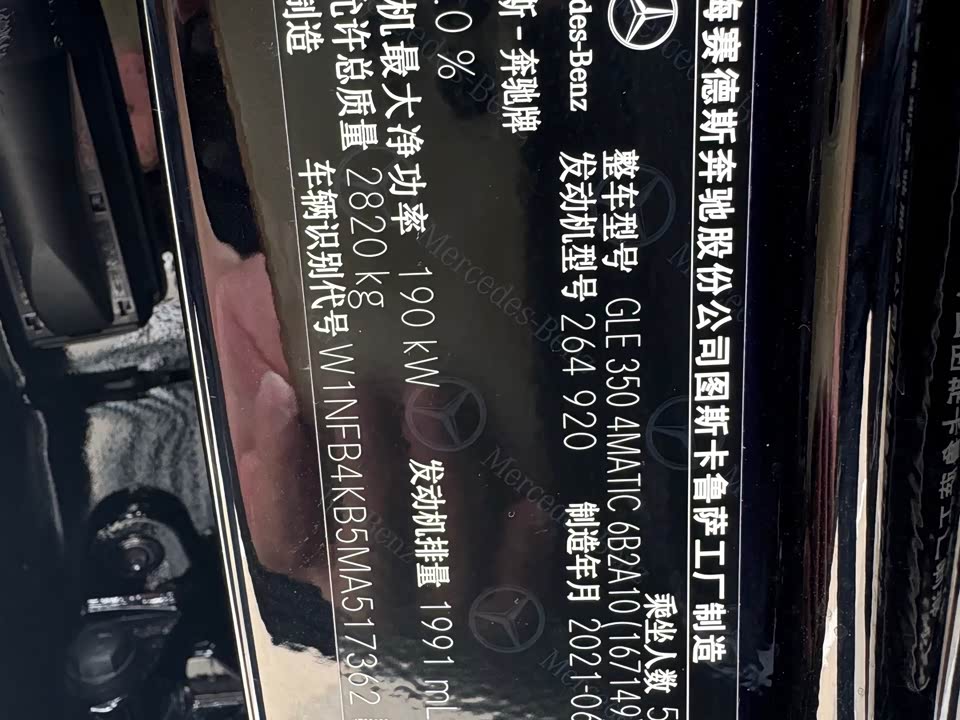 梅赛德斯奔驰股份公司图斯卡鲁萨工厂制造
乘坐人数 5
整车型号 GLE 350 4MATIC 6B2A10 (167149
edes-Benz 发动机型号 264 920 制造年月 2021-06
斯-奔驰牌
.0 %
机最大净功率 190 kW 发动机排量 1991 mL
允许总质量 2820 kg
制造 车辆识别代号 W1NFB4KB5MA517362